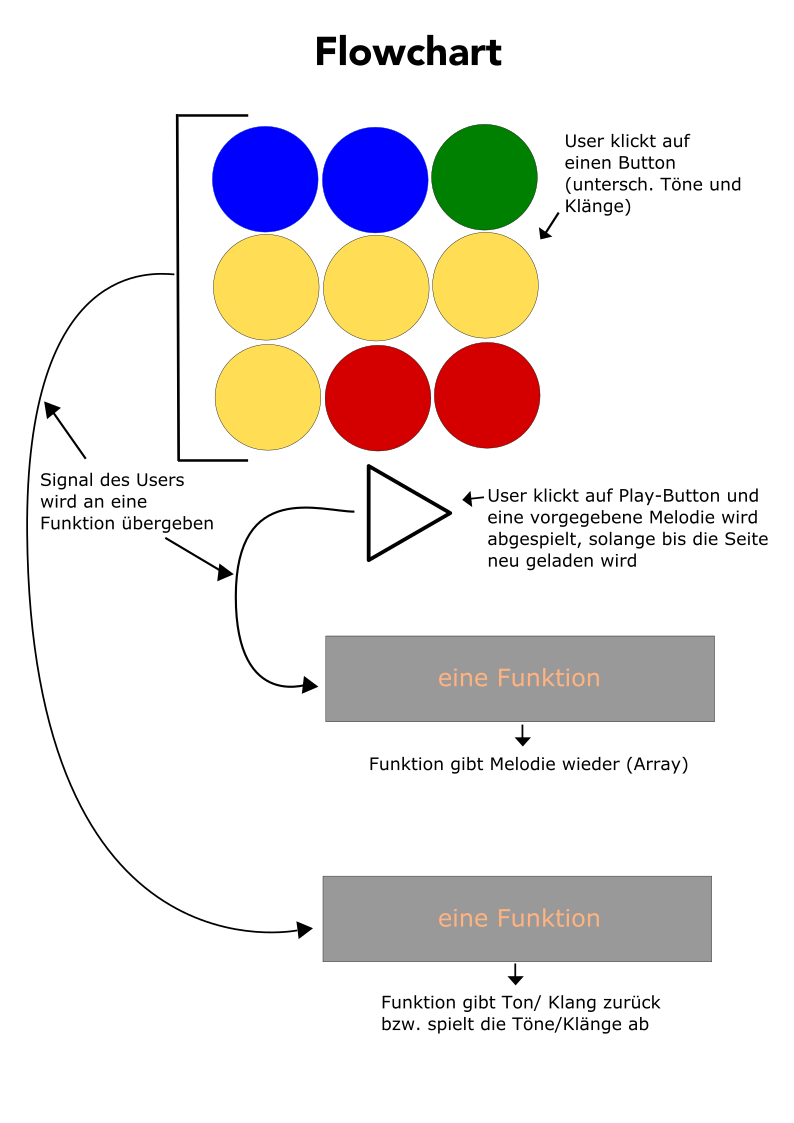 Flowchart
User klickt auf
einen Button
(untersch. Töne und
Klänge)
Signal des Users
wird an eine
Funktion übergeben
User klickt auf Play-Button und
eine vorgegebene Melodie wird
abgespielt, solange bis die Seite
neu geladen wird
eine Funktion
Funktion gibt Melodie wieder (Array)
eine Funktion
Funktion gibt Ton/ Klang zurück
bzw. spielt die Töne/Klänge ab